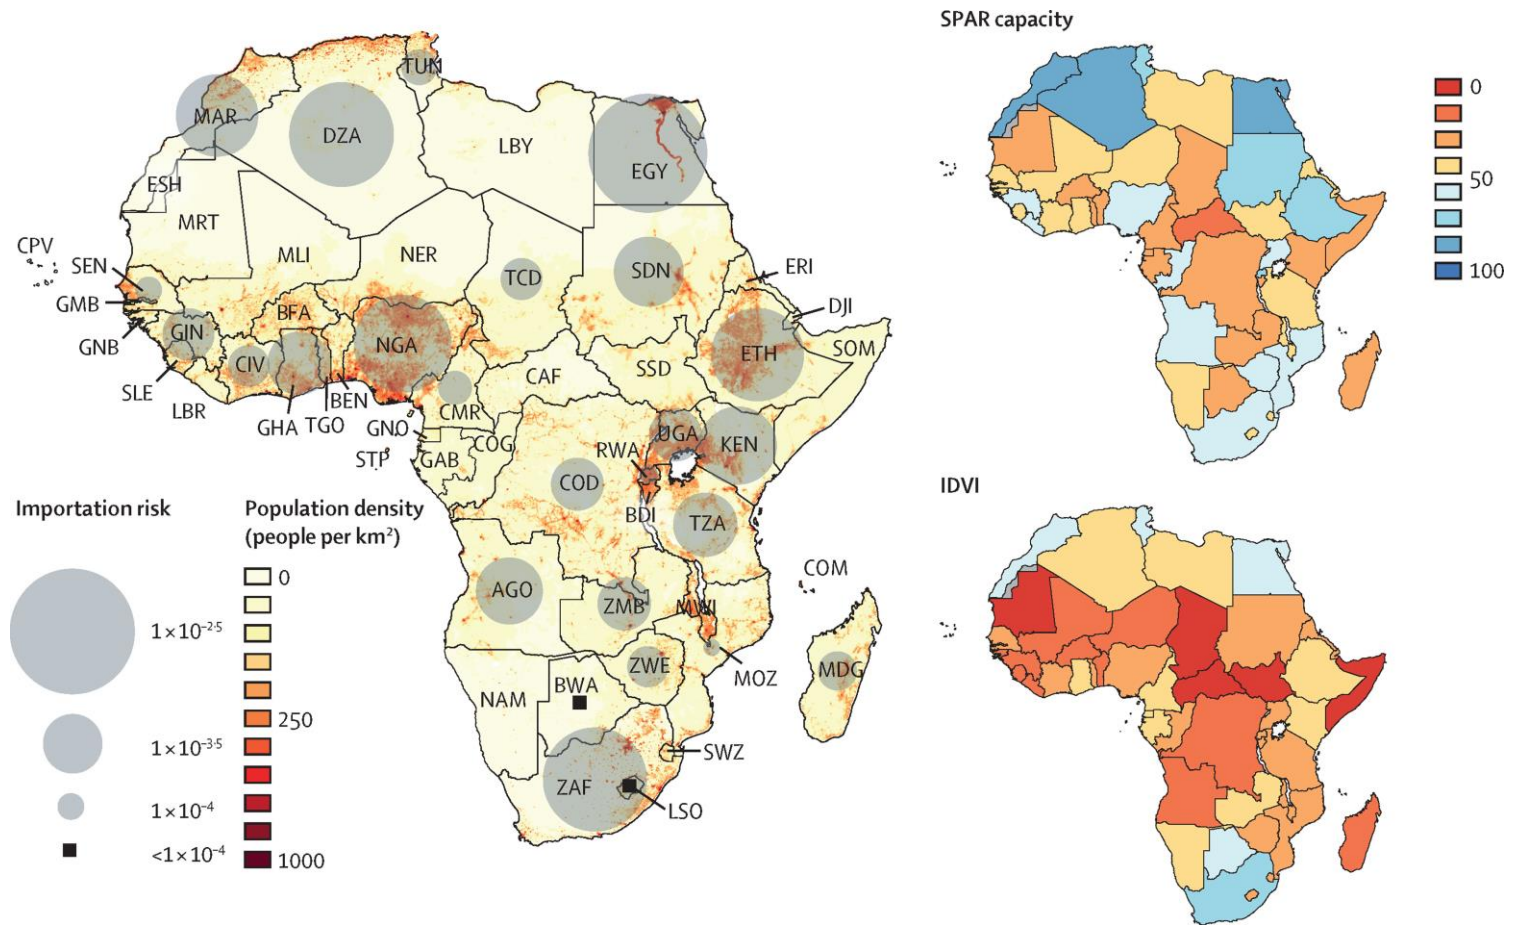 SPAR capacity
0
50
100
TUN
MAR
DZA
LBY
EGY
ESH
MRT
CPV
MLI
NER
TCD
SDN
ERI
SEN
GMB
DJI
BFA
GIN
GNB
NGA
ETH
SOM
CIV
SLE
CAF
SSD
LBR
BEN
CMR
GHA
TGO
GNQ
COG
UGA
KEN
STP
GAB
RWA
COD
BDI
TZA
IDVI
Importation risk
Population density
(people per km²)
0
250
1000
1×10⁻²·⁵
1×10⁻³·⁵
1×10⁻⁴
<1×10⁻⁴
AGO
ZMB
MWI
COM
ZWE
MOZ
MDG
NAM
BWA
SWZ
ZAF
LSO